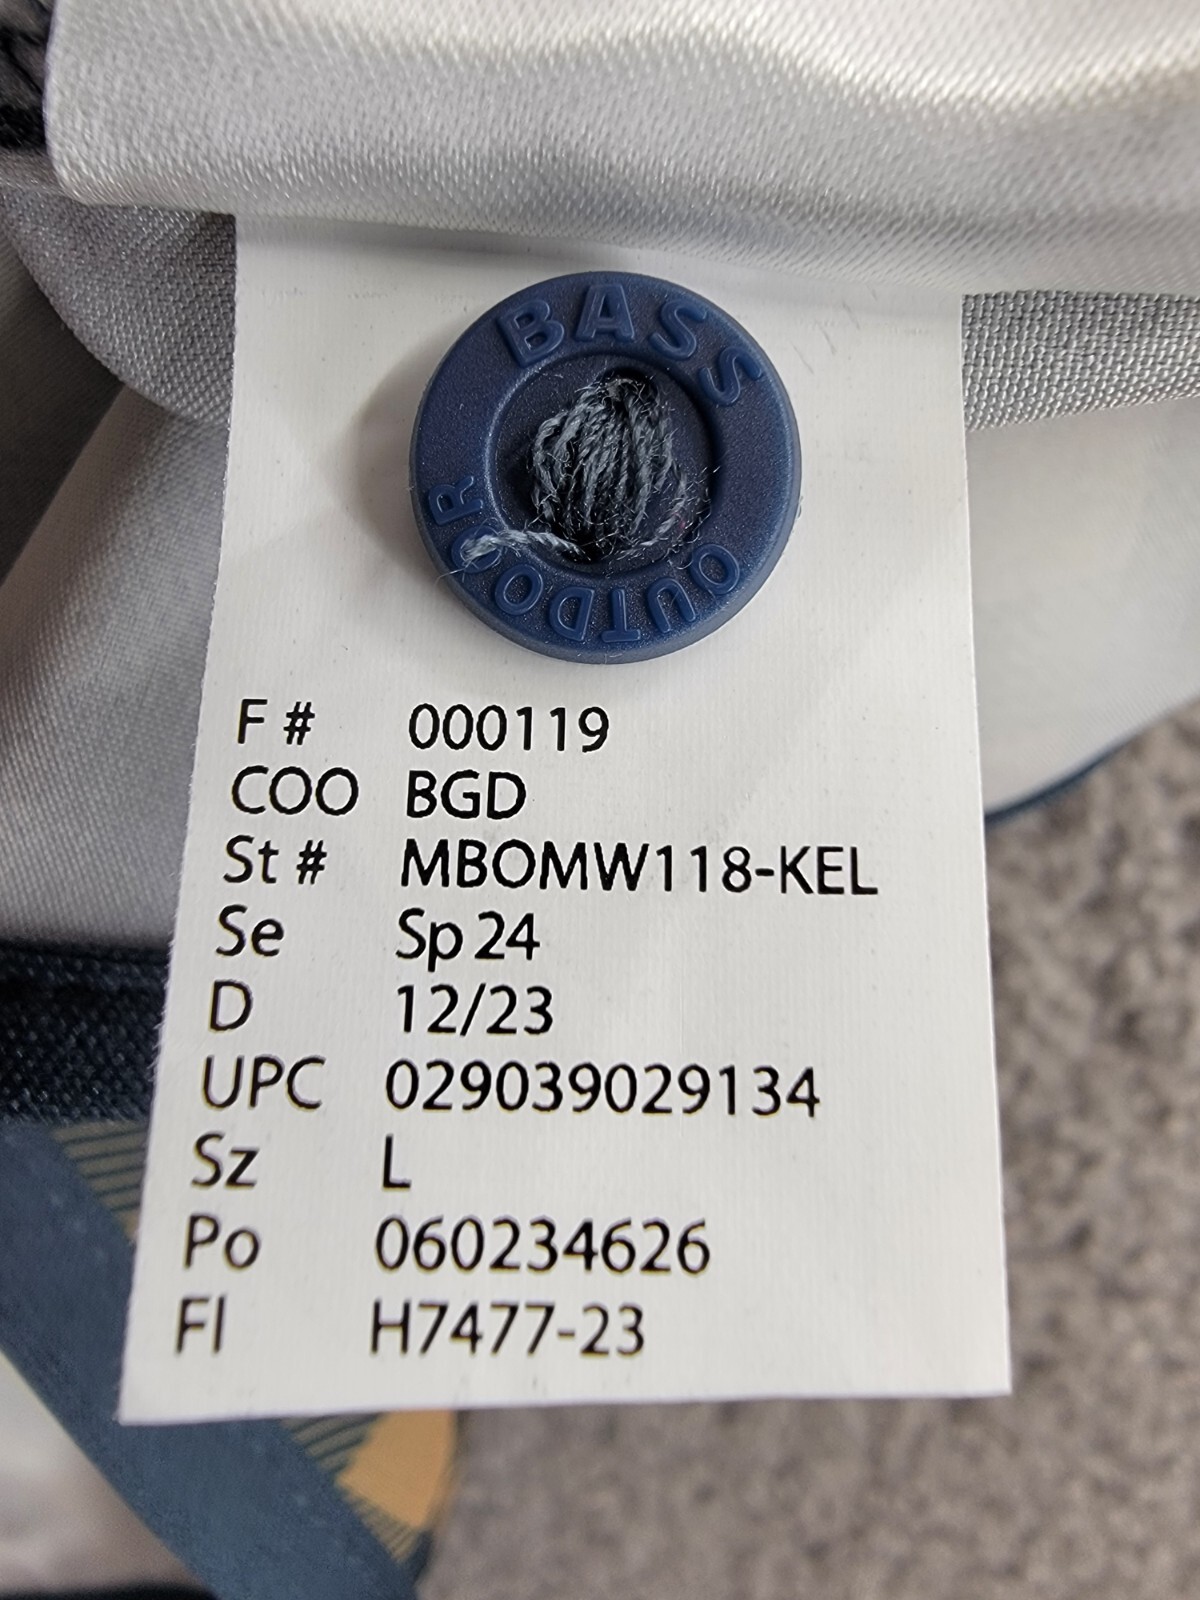 BASS
OUTDOOR
F # 000119
COO BGD
St # MBOMW118-KEL
Se Sp 24
D 12/23
UPC 029039029134
Sz L
Po 060234626
Fl H7477-23